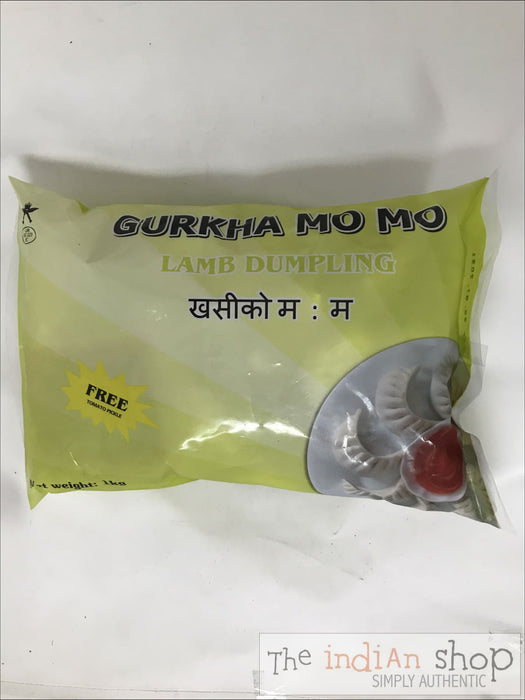 GURKHA MO MO
LAMB DUMPLING
खसीको म : म
FREE
TOMATO PICKLE
Net weight: 1kg
The indiAn shop
SIMPLY AUTHENTIC